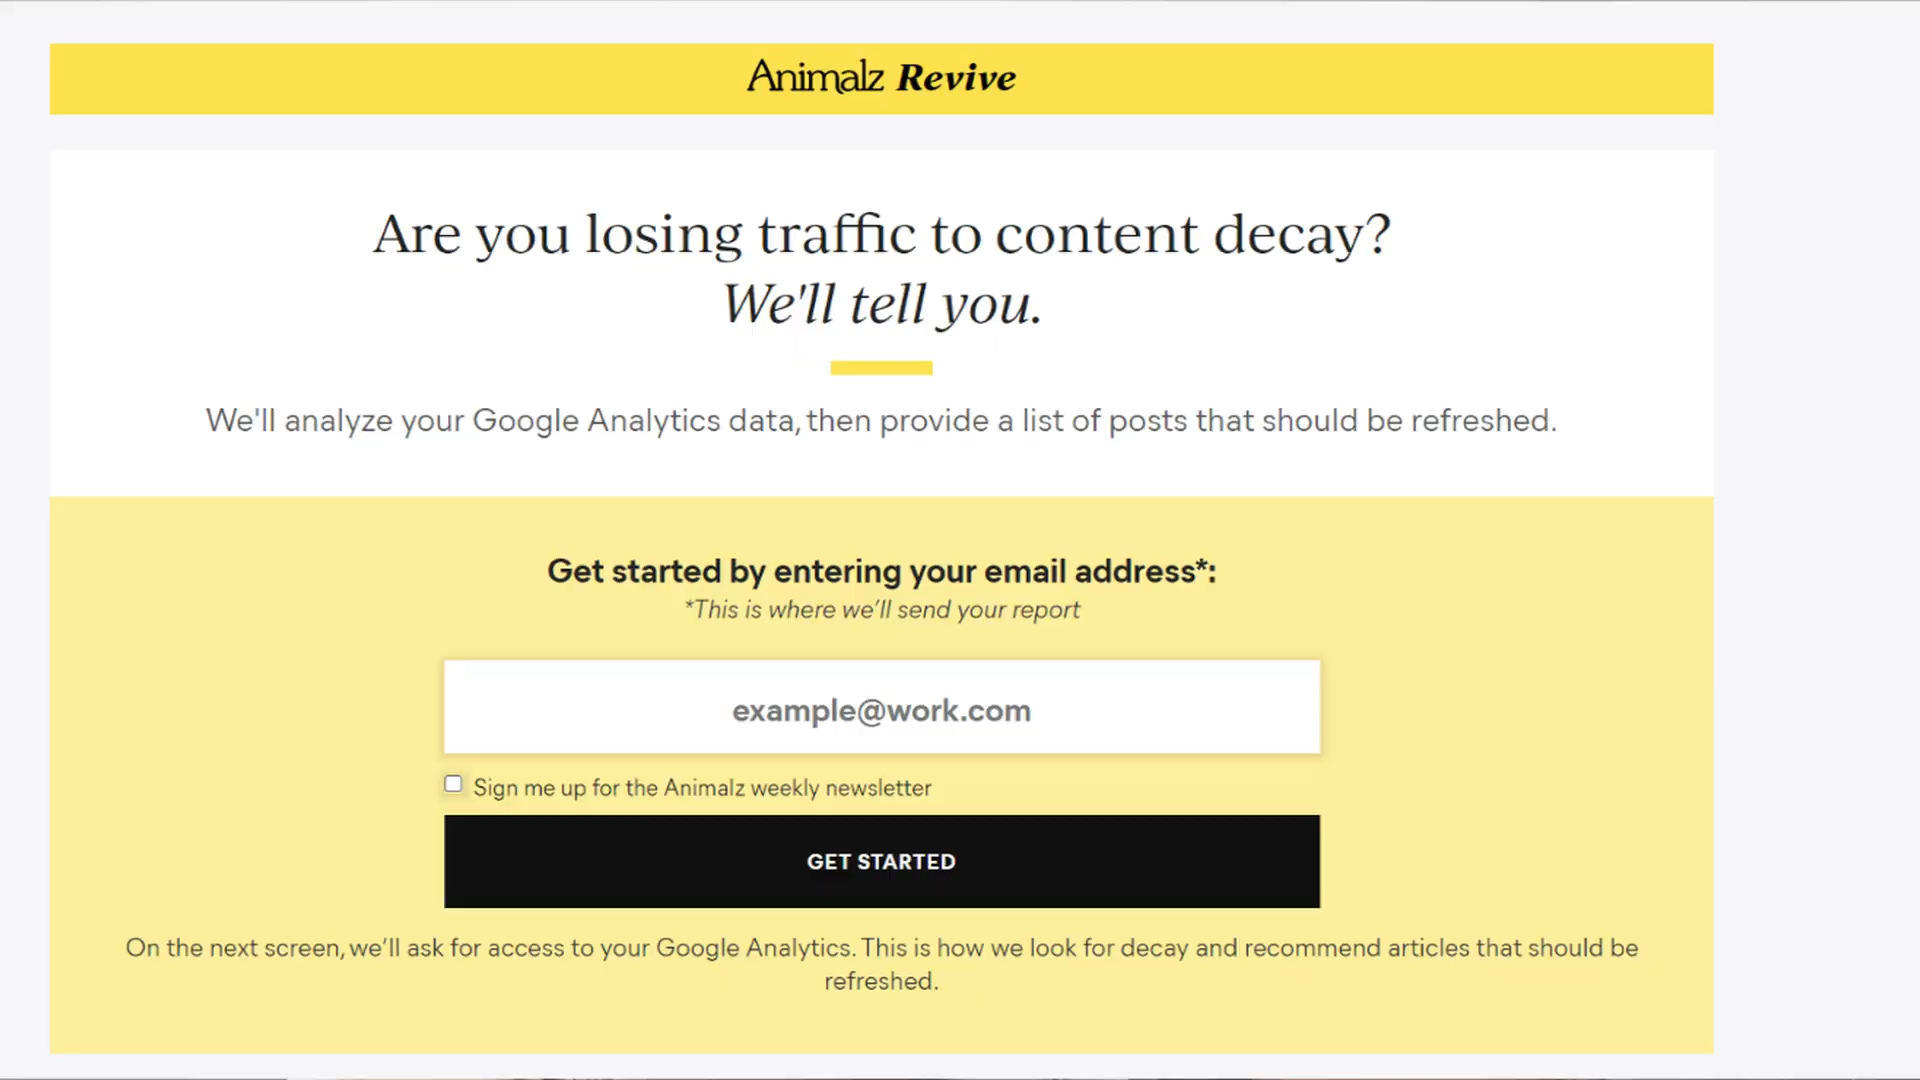 Animalz Revive
Are you losing traffic to content decay?
We'll tell you.
We'll analyze your Google Analytics data, then provide a list of posts that should be refreshed.
Get started by entering your email address*:
*This is where we’ll send your report
example@work.com
Sign me up for the Animalz weekly newsletter
GET STARTED
On the next screen, we’ll ask for access to your Google Analytics. This is how we look for decay and recommend articles that should be
refreshed.